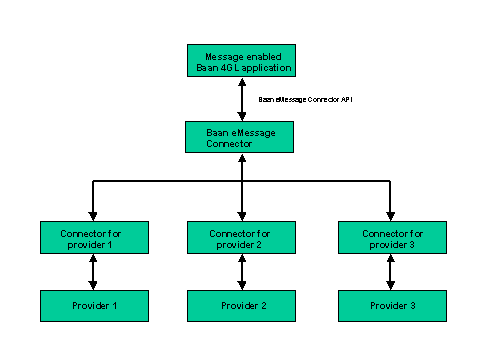 Message enabled
Baan 4GL application
Baan eMessage Connector API
Baan eMessage
Connector
Connector for
provider 1
Connector for
provider 2
Connector for
provider 3
Provider 1
Provider 2
Provider 3